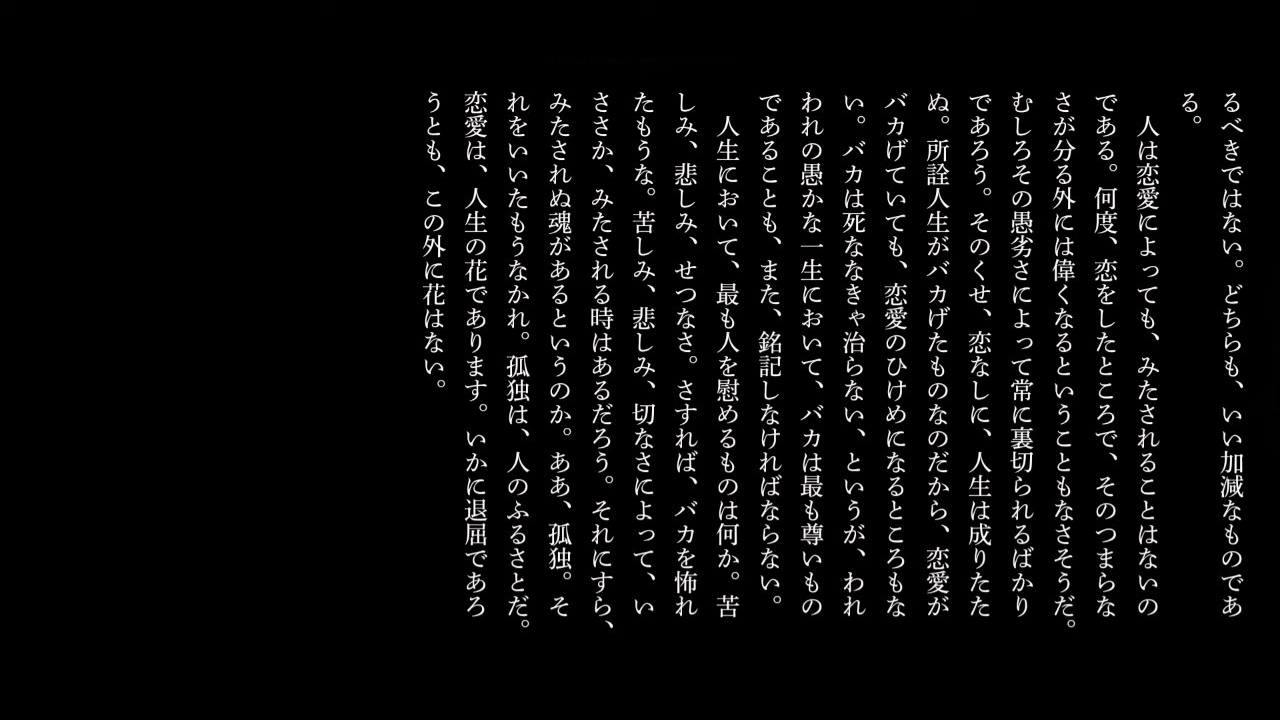 るべきではない。どちらも、いい加減なものであ
る。
人は恋愛によっても、みたされることはないの
である。何度、恋をしたところで、そのつまらな
さが分る外には偉くなるということもなさそうだ。
むしろその愚劣さによって常に裏切られるばかり
であろう。そのくせ、恋なしに、人生は成りたた
ぬ。所詮人生がバカげたものなのだから、恋愛が
バカげていても、恋愛のひけめになるところもな
い。バカは死ななきゃ治らない、というが、われ
われの愚かな一生において、バカは最も尊いもの
であることも、また、銘記しなければならない。
人生において、最も人を慰めるものは何か。苦
しみ、悲しみ、せつなさ。さすれば、バカを怖れ
たもうな。苦しみ、悲しみ、切なさによって、い
ささか、みたされる時はあるだろう。それにすら、
みたされぬ魂があるというのか。ああ、孤独。そ
れをいいたもうなかれ。孤独は、人のふるさとだ。
恋愛は、人生の花であります。いかに退屈であろ
うとも、この外に花はない。